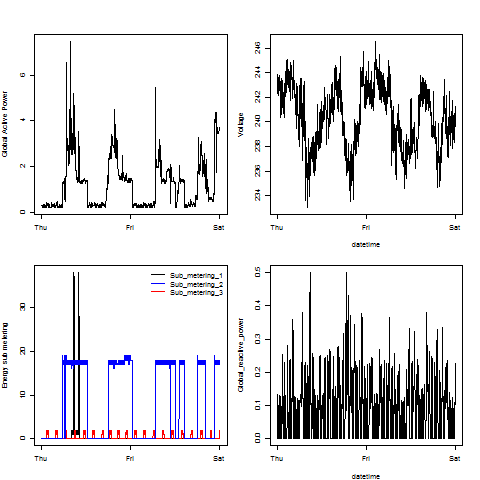 Global Active Power
0 2 4 6
Thu Fri Sat
Voltage
234 236 238 240 242 244 246
Thu Fri Sat
datetime
Energy sub metering
0 10 20 30
Sub_metering_1
Sub_metering_2
Sub_metering_3
Thu Fri Sat
Global_reactive_power
0.0 0.1 0.2 0.3 0.4 0.5
Thu Fri Sat
datetime